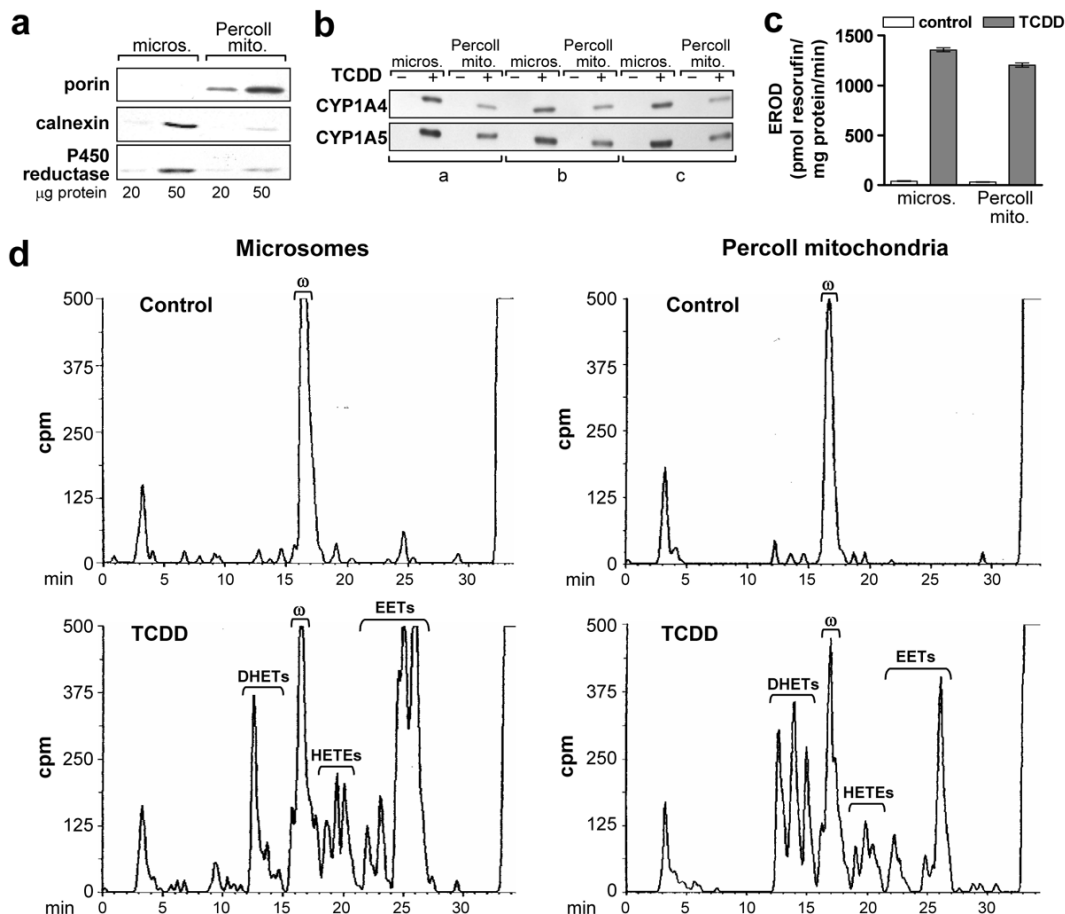 a
micros.
Percoll
mito.
porin
calnexin
P450
reductase
µg protein 20 50 20 50
b
micros. Percoll mito. micros. Percoll mito. micros. Percoll mito.
TCDD − + − + − + − + − + − +
CYP1A4
CYP1A5
a b c
c
control TCDD
EROD
(pmol resorufin/
mg protein/min)
1500
1000
500
0
micros. Percoll
mito.
d
Microsomes
Control
ω
cpm
500
375
250
125
0
min 0 5 10 15 20 25 30
Percoll mitochondria
Control
ω
cpm
500
375
250
125
0
min 0 5 10 15 20 25 30
TCDD
DHETs
ω
HETEs
EETs
cpm
500
375
250
125
0
min 0 5 10 15 20 25 30
TCDD
DHETs
ω
HETEs
EETs
cpm
500
375
250
125
0
min 0 5 10 15 20 25 30